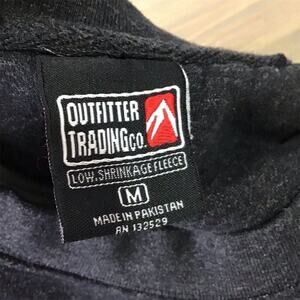 OUTFITTER
TRADING CO.
LOW.SHRINKAGE FLEECE
M
MADE IN PAKISTAN
RN 132529